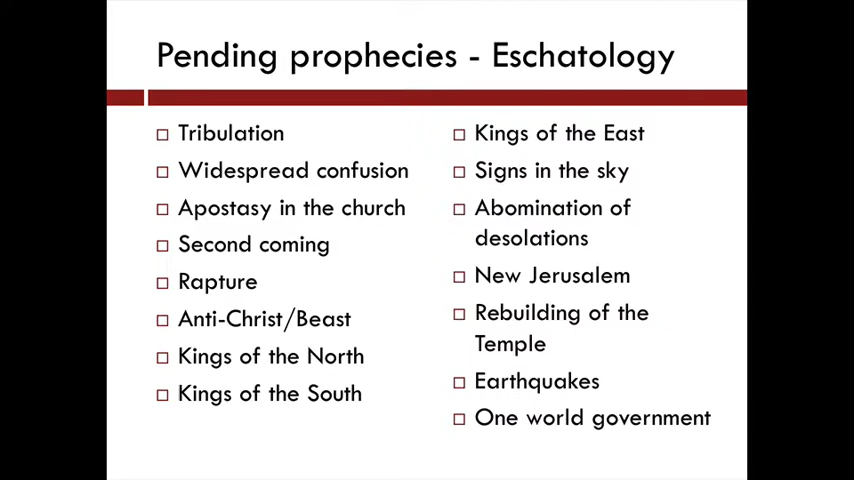 Pending prophecies - Eschatology
Tribulation
Widespread confusion
Apostasy in the church
Second coming
Rapture
Anti-Christ/Beast
Kings of the North
Kings of the South
Kings of the East
Signs in the sky
Abomination of
desolations
New Jerusalem
Rebuilding of the
Temple
Earthquakes
One world government